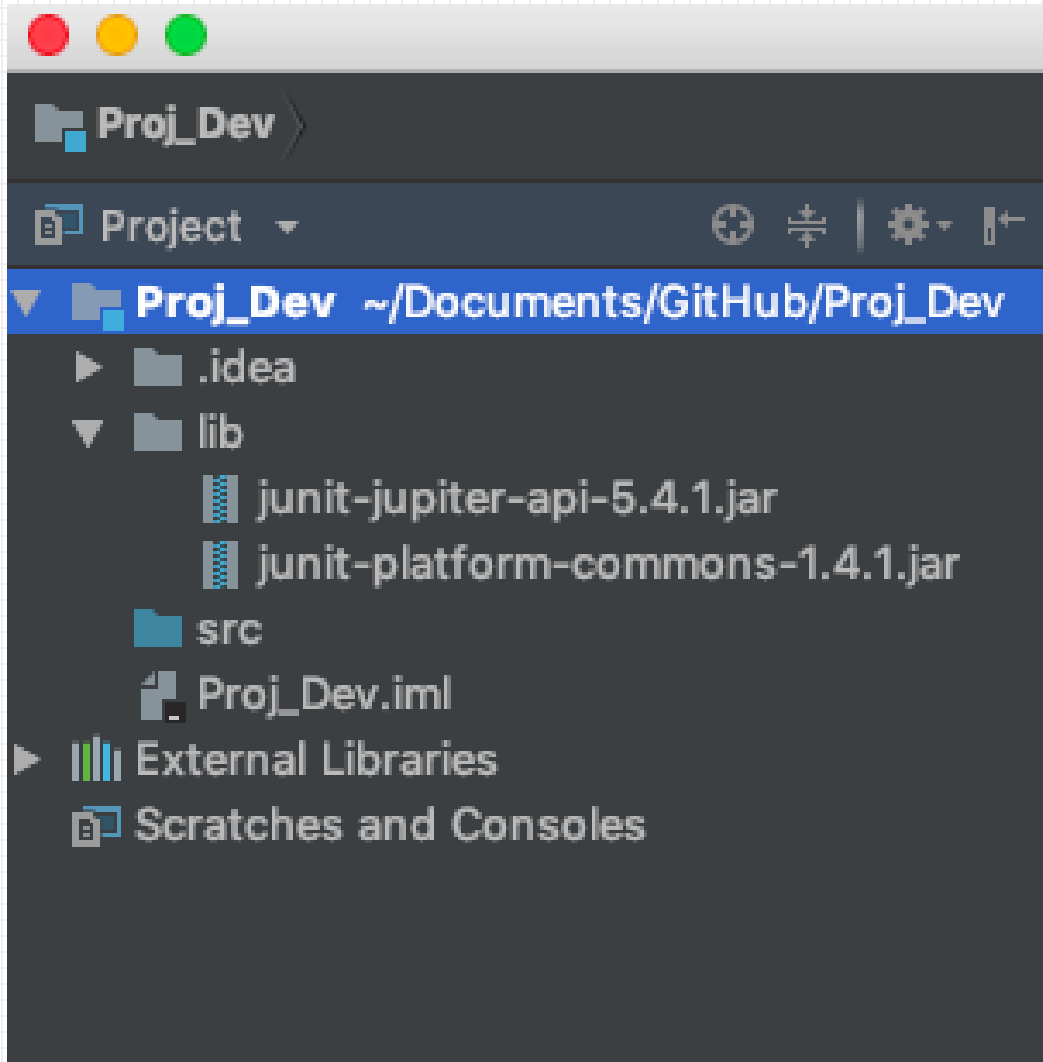 Proj_Dev
Project
Proj_Dev ~/Documents/GitHub/Proj_Dev
.idea
lib
junit-jupiter-api-5.4.1.jar
junit-platform-commons-1.4.1.jar
src
Proj_Dev.iml
External Libraries
Scratches and Consoles